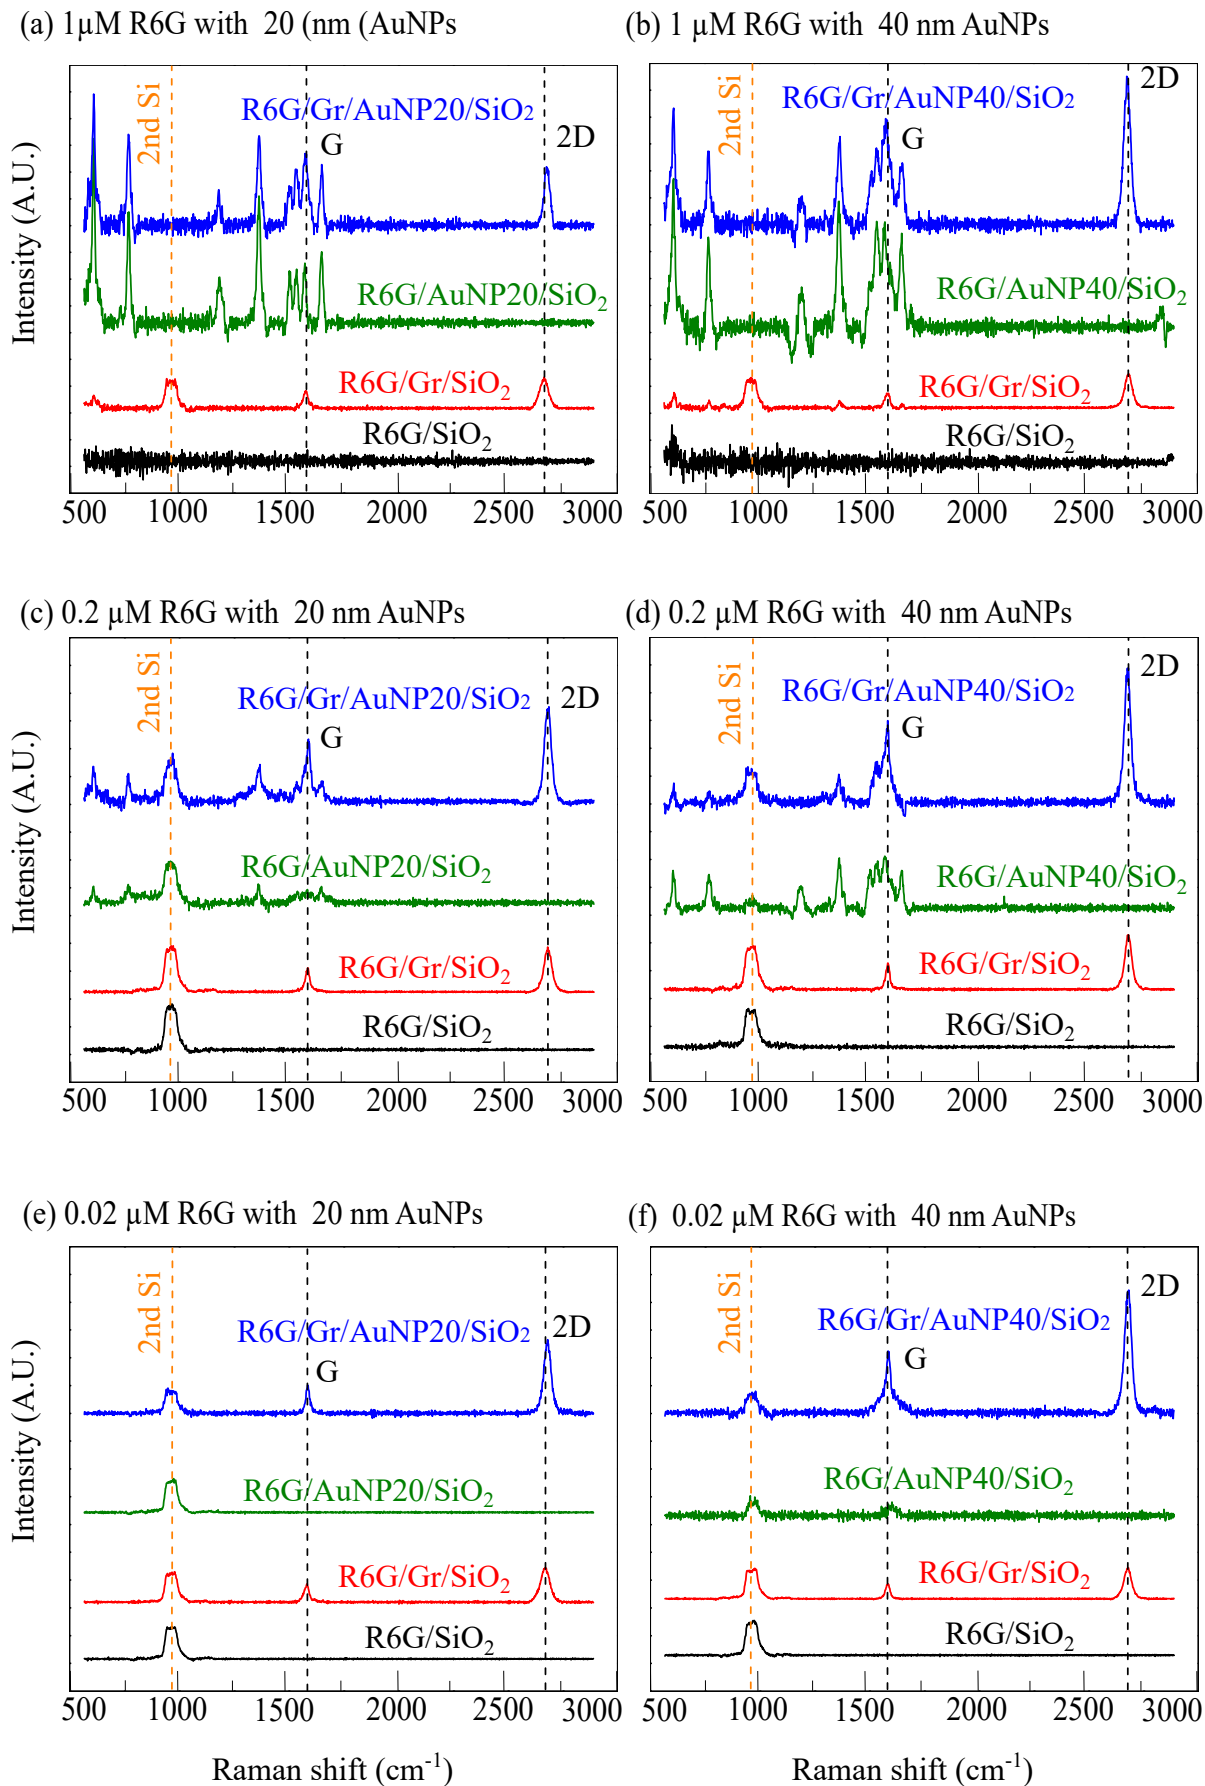 (a) 1µM R6G with 20 (nm (AuNPs
2nd Si
R6G/Gr/AuNP20/SiO₂
G
2D
R6G/AuNP20/SiO₂
R6G/Gr/SiO₂
R6G/SiO₂
Intensity (A.U.)
500 1000 1500 2000 2500 3000
(b) 1 µM R6G with 40 nm AuNPs
2nd Si
R6G/Gr/AuNP40/SiO₂
G
2D
R6G/AuNP40/SiO₂
R6G/Gr/SiO₂
R6G/SiO₂
500 1000 1500 2000 2500 3000
(c) 0.2 µM R6G with 20 nm AuNPs
2nd Si
R6G/Gr/AuNP20/SiO₂
G
2D
R6G/AuNP20/SiO₂
R6G/Gr/SiO₂
R6G/SiO₂
Intensity (A.U.)
500 1000 1500 2000 2500 3000
(d) 0.2 µM R6G with 40 nm AuNPs
2nd Si
R6G/Gr/AuNP40/SiO₂
G
2D
R6G/AuNP40/SiO₂
R6G/Gr/SiO₂
R6G/SiO₂
500 1000 1500 2000 2500 3000
(e) 0.02 µM R6G with 20 nm AuNPs
2nd Si
R6G/Gr/AuNP20/SiO₂
G
2D
R6G/AuNP20/SiO₂
R6G/Gr/SiO₂
R6G/SiO₂
Intensity (A.U.)
500 1000 1500 2000 2500 3000
Raman shift (cm⁻¹)
(f) 0.02 µM R6G with 40 nm AuNPs
2nd Si
R6G/Gr/AuNP40/SiO₂
G
2D
R6G/AuNP40/SiO₂
R6G/Gr/SiO₂
R6G/SiO₂
500 1000 1500 2000 2500 3000
Raman shift (cm⁻¹)